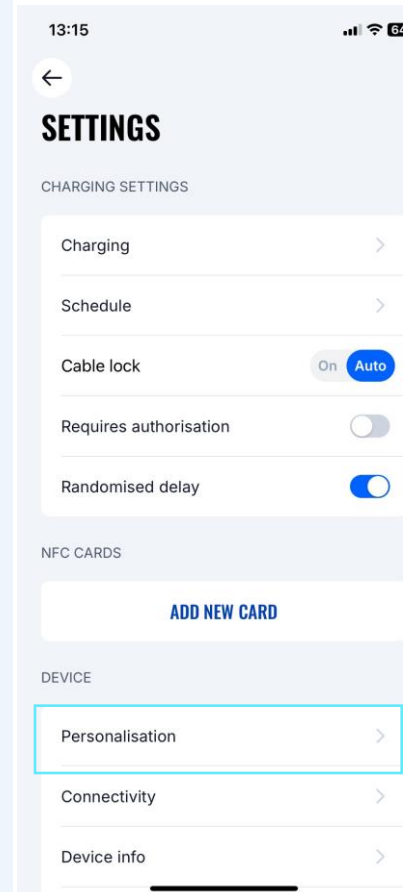 13:15
64
SETTINGS
CHARGING SETTINGS
Charging
Schedule
Cable lock
On Auto
Requires authorisation
Randomised delay
NFC CARDS
ADD NEW CARD
DEVICE
Personalisation
Connectivity
Device info